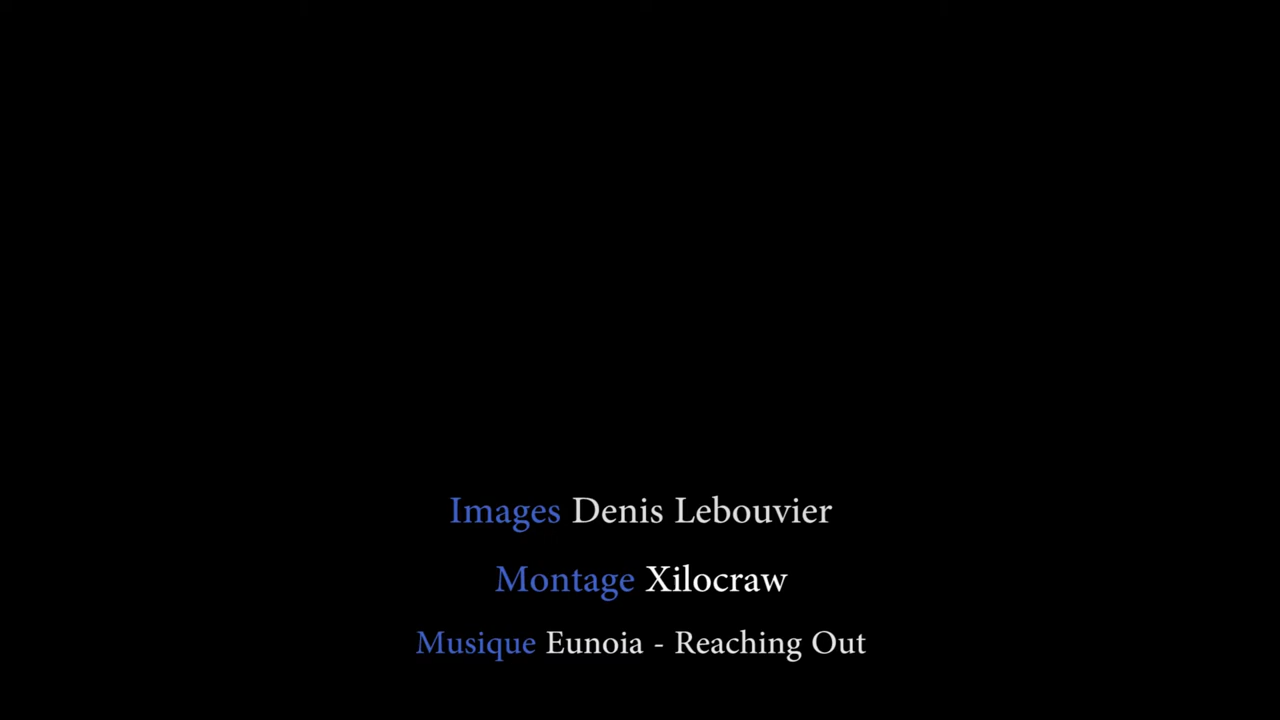 Images Denis Lebouvier
Montage Xilocraw
Musique Eunoia - Reaching Out